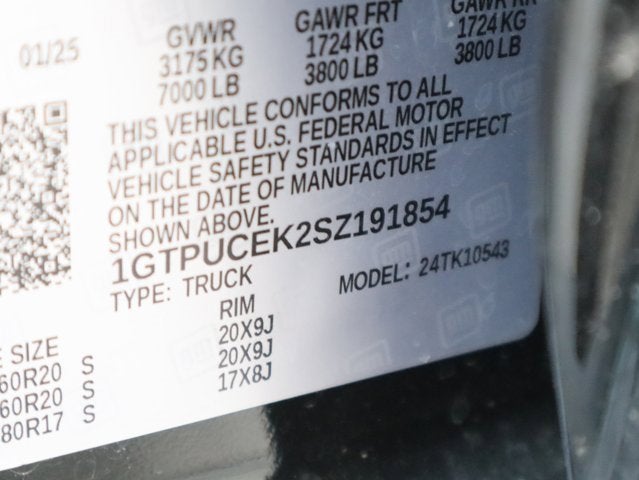 01/25
GVWR
3175 KG
7000 LB
GAWR FRT
1724 KG
3800 LB
GAWR RR
1724 KG
3800 LB
THIS VEHICLE CONFORMS TO ALL
APPLICABLE U.S. FEDERAL MOTOR
VEHICLE SAFETY STANDARDS IN EFFECT
ON THE DATE OF MANUFACTURE
SHOWN ABOVE.
1GTPUCEK2SZ191854
TYPE: TRUCK
MODEL: 24TK10543
SIZE RIM
60R20 S 20X9J
60R20 S 20X9J
80R17 S 17X8J